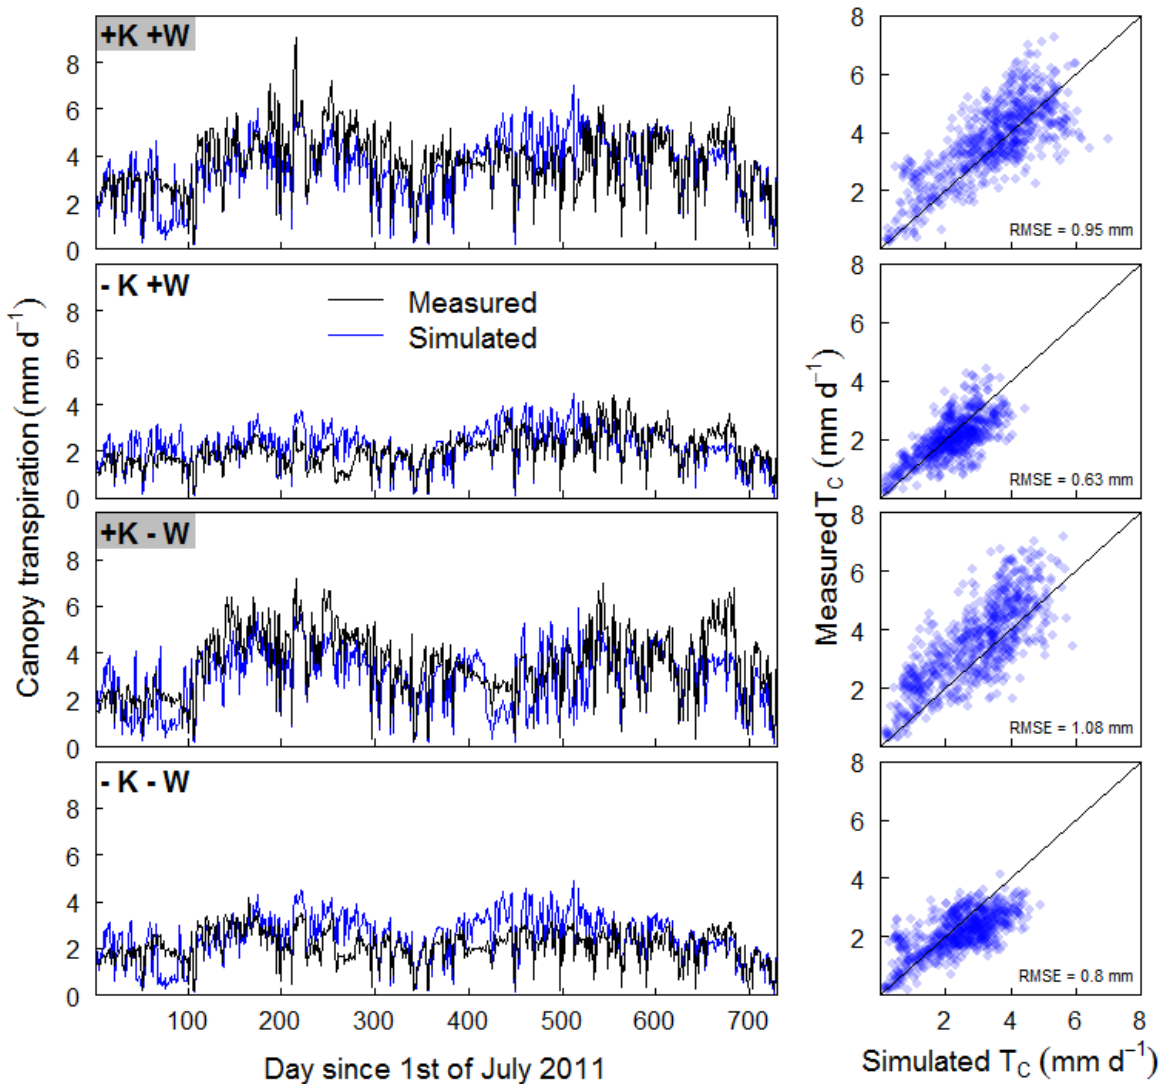 +K +W
8
6
4
2
0
8
6
4
2
RMSE = 0.95 mm
- K +W
Measured
Simulated
8
6
4
2
0
8
6
4
2
RMSE = 0.63 mm
+K - W
8
6
4
2
0
8
6
4
2
RMSE = 1.08 mm
- K - W
8
6
4
2
0
8
6
4
2
RMSE = 0.8 mm
100 200 300 400 500 600 700
2 4 6 8
Canopy transpiration (mm d⁻¹)
Measured T_C (mm d⁻¹)
Day since 1st of July 2011
Simulated T_C (mm d⁻¹)